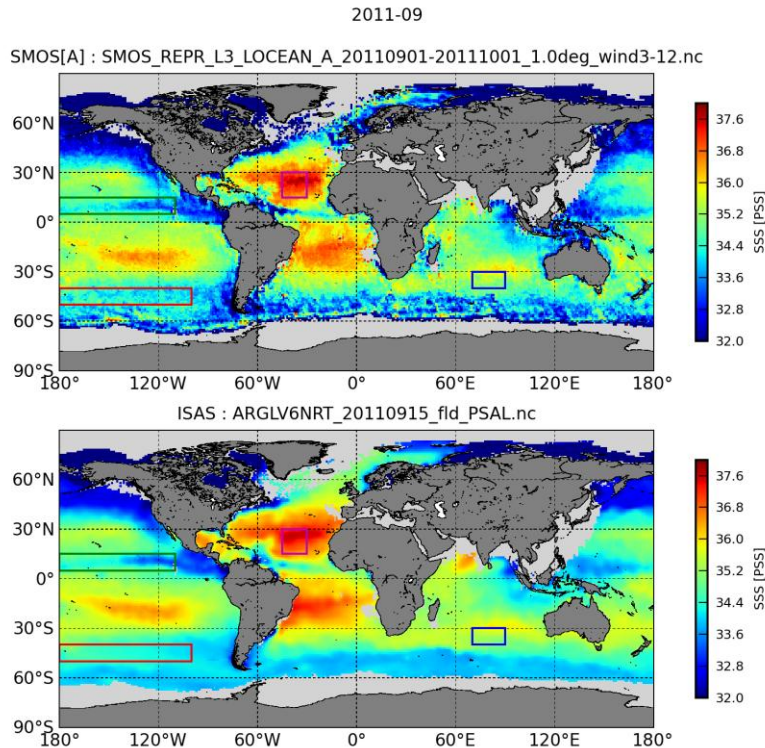 2011-09
SMOS[A] : SMOS_REPR_L3_LOCEAN_A_20110901-20111001_1.0deg_wind3-12.nc
60°N
30°N
0°
30°S
60°S
90°S
180°
120°W
60°W
0°
60°E
120°E
180°
37.6
36.8
36.0
35.2
34.4
33.6
32.8
32.0
SSS [PSS]
ISAS : ARGLV6NRT_20110915_fld_PSAL.nc
60°N
30°N
0°
30°S
60°S
90°S
180°
120°W
60°W
0°
60°E
120°E
180°
37.6
36.8
36.0
35.2
34.4
33.6
32.8
32.0
SSS [PSS]